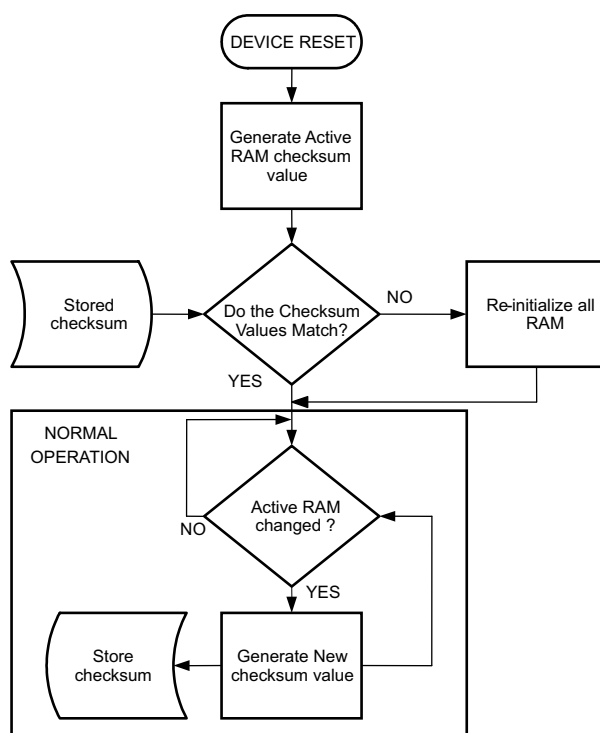 DEVICE RESET
Generate Active
RAM checksum
value
Stored
checksum
Do the Checksum
Values Match?
NO
Re-initialize all
RAM
YES
NORMAL
OPERATION
Active RAM
changed ?
NO
YES
Store
checksum
Generate New
checksum value